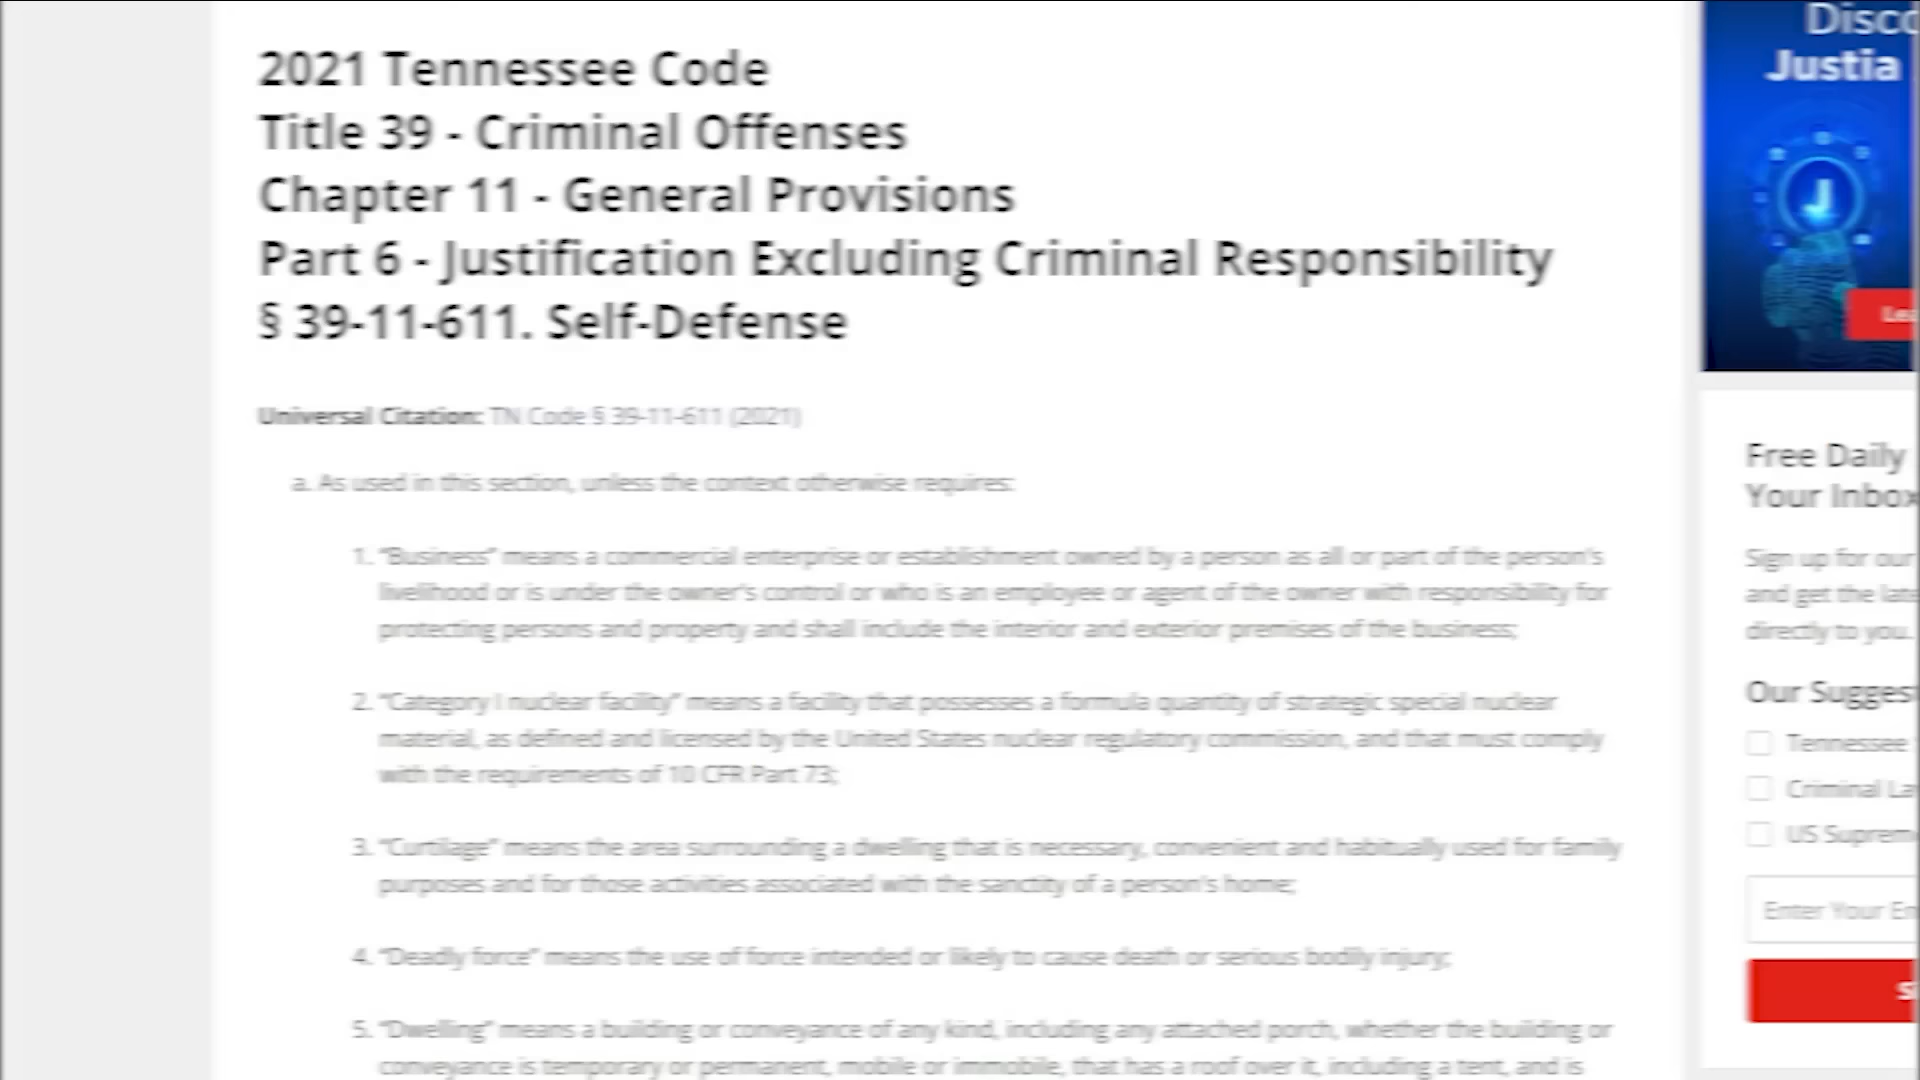 2021 Tennessee Code
Title 39 - Criminal Offenses
Chapter 11 - General Provisions
Part 6 - Justification Excluding Criminal Responsibility
§ 39-11-611. Self-Defense
Universal Citation: TN Code § 39-11-611 (2021)
a. As used in this section, unless the context otherwise requires:
1. “Business” means a commercial enterprise or establishment owned by a person as all or part of the person's
livelihood or is under the owner's control or who is an employee or agent of the owner with responsibility for
protecting persons and property and shall include the interior and exterior premises of the business;
2. “Category I nuclear facility” means a facility that possesses a formula quantity of strategic special nuclear
material, as defined and licensed by the United States nuclear regulatory commission, and that must comply
with the requirements of 10 CFR Part 73;
3. “Curtilage” means the area surrounding a dwelling that is necessary, convenient and habitually used for family
purposes and for those activities associated with the sanctity of a person's home;
4. “Deadly force” means the use of force intended or likely to cause death or serious bodily injury;
5. “Dwelling” means a building or conveyance of any kind, including any attached porch, whether the building or
conveyance is temporary or permanent, mobile or immobile, that has a roof over it, including a tent, and is
Disco
Justia
J
Lea
Free Daily
Your Inbox
Sign up for our
and get the late
directly to you.
Our Sugges
Tennessee
Criminal La
US Suprem
Enter Your Em
S